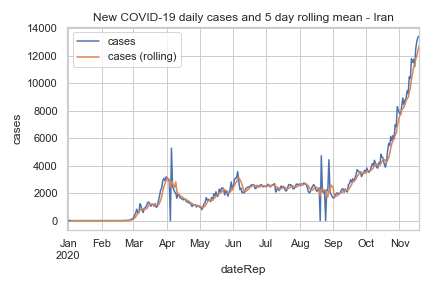 New COVID-19 daily cases and 5 day rolling mean - Iran
14000
12000
10000
8000
6000
4000
2000
0
cases
cases
cases (rolling)
Jan Feb Mar Apr May Jun Jul Aug Sep Oct Nov
2020
dateRep